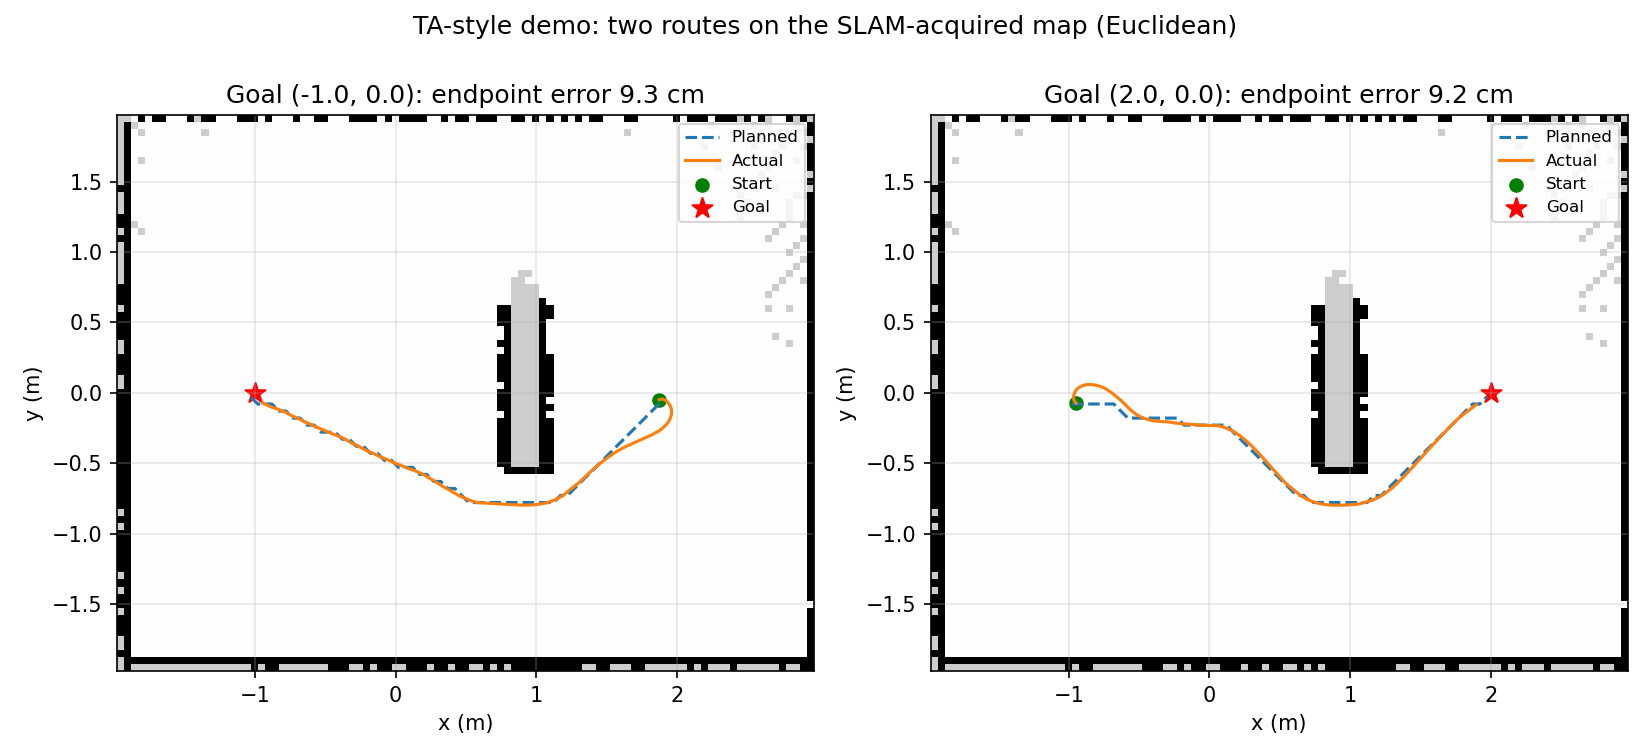 TA-style demo: two routes on the SLAM-acquired map (Euclidean)
Goal (-1.0, 0.0): endpoint error 9.3 cm
Planned
Actual
Start
Goal
1.5
1.0
0.5
0.0
−0.5
−1.0
−1.5
y (m)
−1
0
1
2
x (m)
Goal (2.0, 0.0): endpoint error 9.2 cm
Planned
Actual
Start
Goal
1.5
1.0
0.5
0.0
−0.5
−1.0
−1.5
y (m)
−1
0
1
2
x (m)